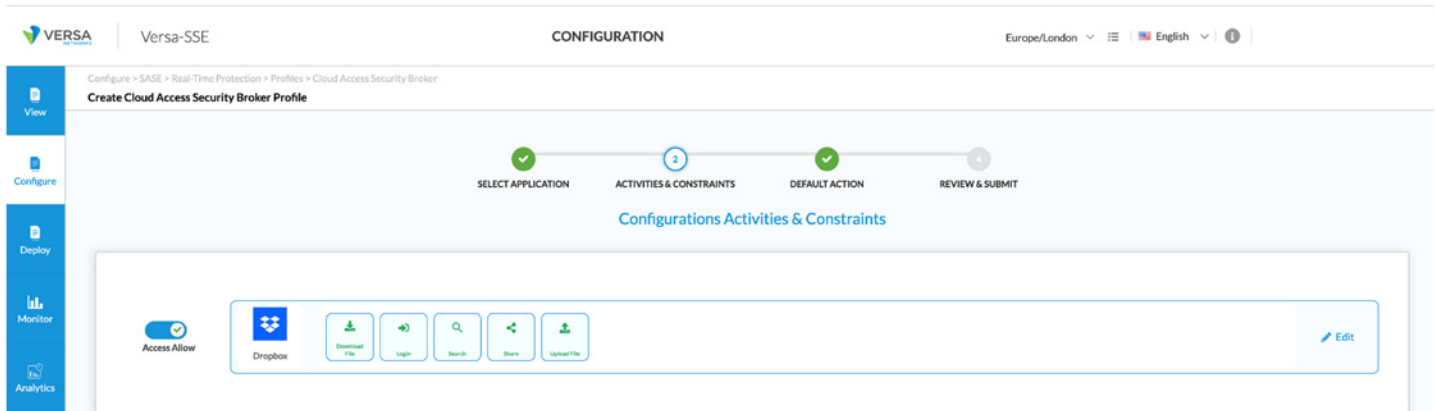 VERSA
NETWORKS
Versa-SSE
CONFIGURATION
Europe/London
English
Configure > SASE > Real-Time Protection > Profiles > Cloud Access Security Broker
Create Cloud Access Security Broker Profile
View
Configure
Deploy
Monitor
Analytics
2
4
SELECT APPLICATION
ACTIVITIES & CONSTRAINTS
DEFAULT ACTION
REVIEW & SUBMIT
Configurations Activities & Constraints
Access Allow
Dropbox
Download
File
Login
Search
Share
Upload File
Edit